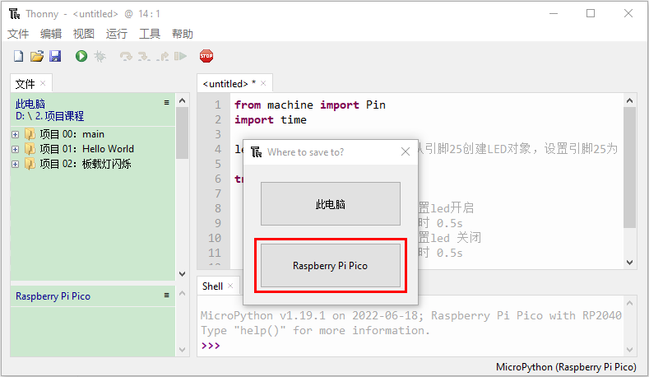 Thonny - <untitled> @ 14 : 1
文件 编辑 视图 运行 工具 帮助
STOP
文件
此电脑
D: \ 2. 项目课程
项目 00：main
项目 01：Hello World
项目 02：板载灯闪烁
Raspberry Pi Pico
<untitled> *
1 from machine import Pin
2 import time
3
4 le 从引脚25创建LED对象，设置引脚25为
5
6 tr
8 置led开启
9 时 0.5s
10 置led 关闭
11 时 0.5s
12
Where to save to?
此电脑
Raspberry Pi Pico
Shell
MicroPython v1.19.1 on 2022-06-18; Raspberry Pi Pico with RP2040
Type "help()" for more information.
>>>
MicroPython (Raspberry Pi Pico)